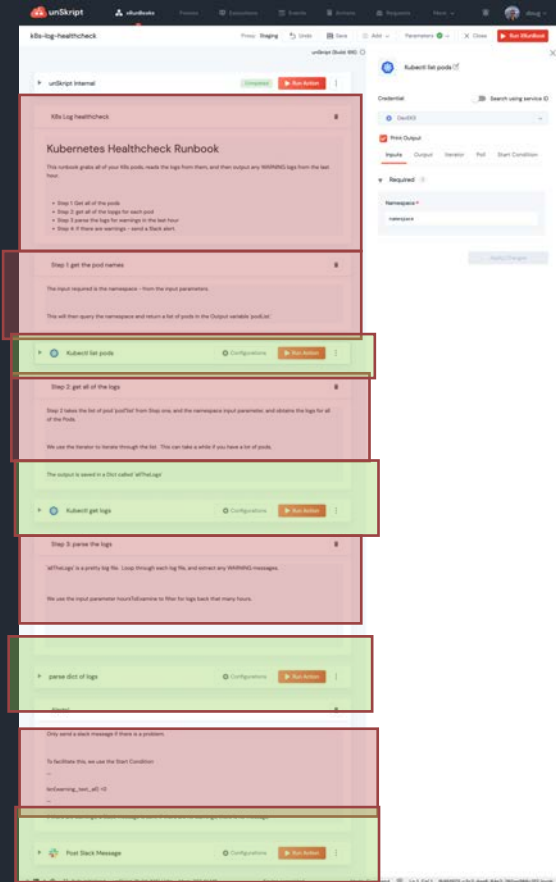 unSkript
xRunBooks
Proxies
Executions
Events
Actions
Requests
More
doug
k8s-log-healthcheck
Proxy: Staging
Undo
Save
Add
Parameters
Close
Run XRunBook
unSkript Internal
Completed
Run Action
K8s Log healthcheck
Kubernetes Healthcheck Runbook
This runbook grabs all of your K8s pods, reads the logs from them, and then output any WARNING logs from the last
hour.
Step 1: Get all of the pods
Step 2: get all of the logs for each pod
Step 3: parse the logs for warnings in the last hour
Step 4: if there are warnings - send a Slack alert.
Step 1: get the pod names
The input required is the namespace - from the input parameters
This will then query the namespace and return a list of pods in the Output variable 'podList'
Kubectl list pods
Configurations
Run Action
Step 2: get all of the logs
Step 2 takes the list of pod 'podList' from Step one, and the namespace input parameter, and obtains the logs for all
of the Pods.
We use the iterator to iterate through the list. This can take a while if you have a lot of pods.
The output is saved in a Dict called 'allTheLogs'
Kubectl get logs
Configurations
Run Action
Step 3: parse the logs
'allTheLogs' is a pretty big file. Loop through each log file, and extract any WARNING messages.
We use the input parameter hoursToExamine to filter for logs back that many hours.
parse dict of logs
Configurations
Run Action
Only send a slack message if there is a problem.
To facilitate this, we use the Start Condition
Post Slack Message
Configurations
Run Action
Kubectl list pods
Credential
Search using service ID
Print Output
Inputs
Output
Iterator
Poll
Start Condition
Required
Namespace *
namespace
Apply Changes